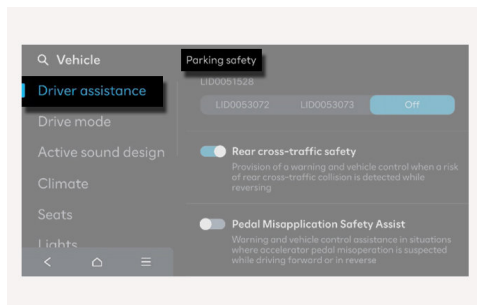 Vehicle
Driver assistance
Drive mode
Active sound design
Climate
Seats
Lights
Parking safety
LID0051528
LID0053072 LID0053073 Off
Rear cross-traffic safety
Provision of a warning and vehicle control when a risk
of rear cross-traffic collision is detected while
reversing
Pedal Misapplication Safety Assist
Warning and vehicle control assistance in situations
where accelerator pedal misoperation is suspected
while driving forward or in reverse